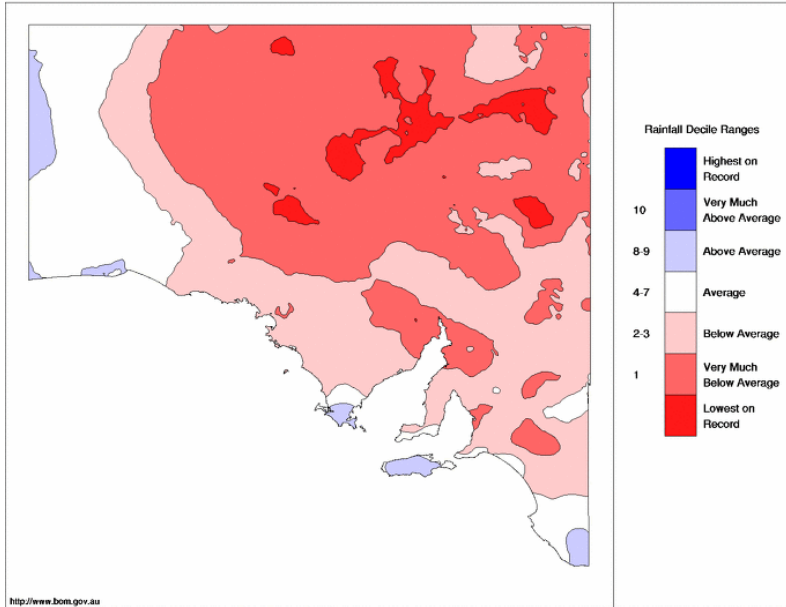 Rainfall Decile Ranges
Highest on
Record
10
Very Much
Above Average
8-9
Above Average
4-7
Average
2-3
Below Average
1
Very Much
Below Average
Lowest on
Record
http://www.bom.gov.au